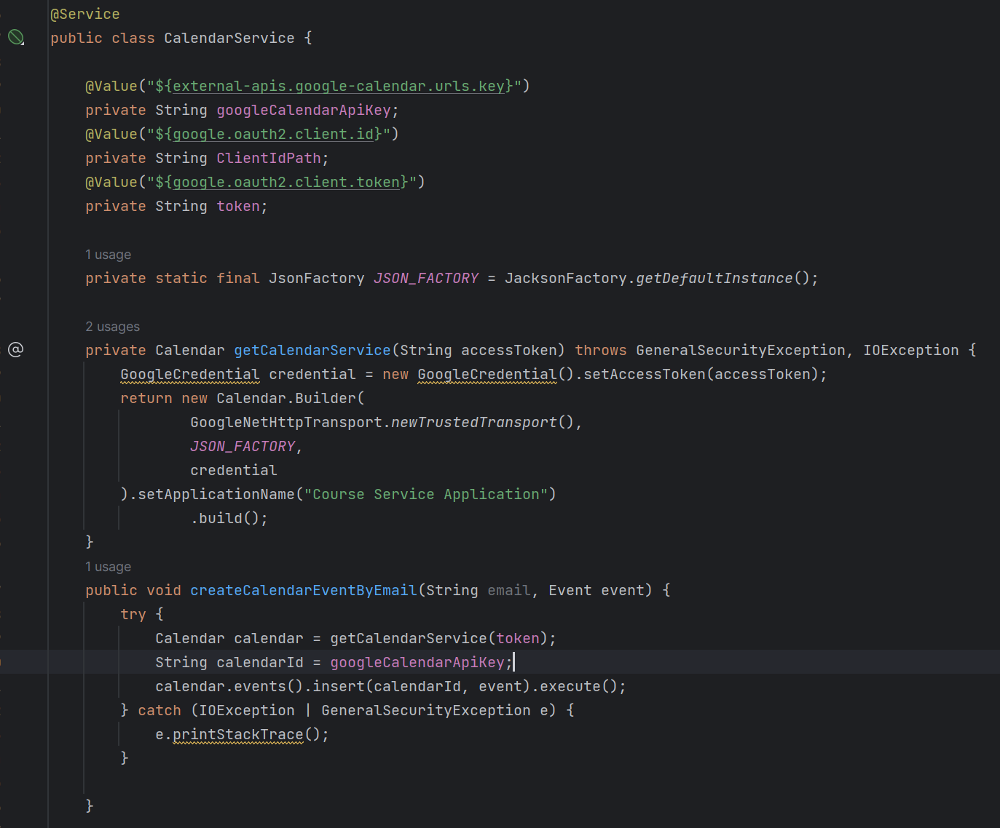 @Service
public class CalendarService {
@Value("${external-apis.google-calendar.urls.key}")
private String googleCalendarApiKey;
@Value("${google.oauth2.client.id}")
private String ClientIdPath;
@Value("${google.oauth2.client.token}")
private String token;
1 usage
private static final JsonFactory JSON_FACTORY = JacksonFactory.getDefaultInstance();
2 usages
private Calendar getCalendarService(String accessToken) throws GeneralSecurityException, IOException {
GoogleCredential credential = new GoogleCredential().setAccessToken(accessToken);
return new Calendar.Builder(
GoogleNetHttpTransport.newTrustedTransport(),
JSON_FACTORY,
credential
).setApplicationName("Course Service Application")
.build();
}
1 usage
public void createCalendarEventByEmail(String email, Event event) {
try {
Calendar calendar = getCalendarService(token);
String calendarId = googleCalendarApiKey;
calendar.events().insert(calendarId, event).execute();
} catch (IOException | GeneralSecurityException e) {
e.printStackTrace();
}
}